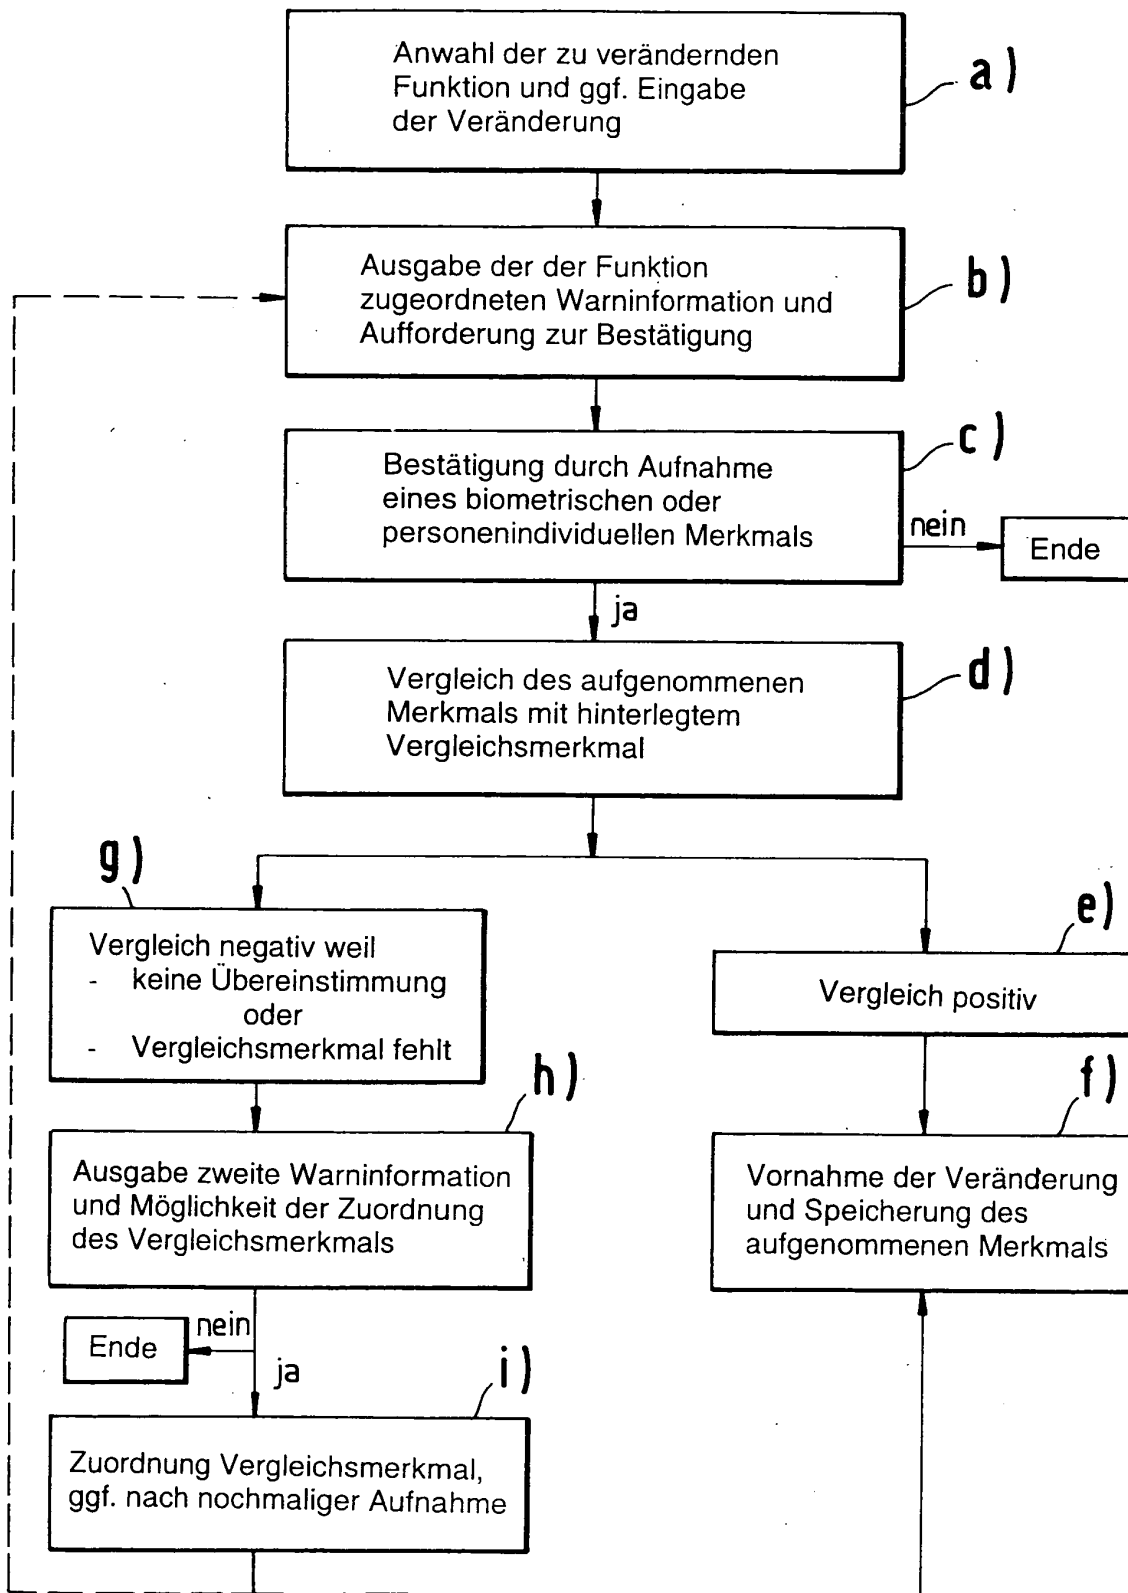 Anwahl der zu verändernden
Funktion und ggf. Eingabe
der Veränderung
a)
Ausgabe der der Funktion
zugeordneten Warninformation und
Aufforderung zur Bestätigung
b)
Bestätigung durch Aufnahme
eines biometrischen oder
personenindividuellen Merkmals
c)
nein
Ende
ja
Vergleich des aufgenommenen
Merkmals mit hinterlegtem
Vergleichsmerkmal
d)
g)
Vergleich negativ weil
- keine Übereinstimmung
oder
- Vergleichsmerkmal fehlt
e)
Vergleich positiv
h)
Ausgabe zweite Warninformation
und Möglichkeit der Zuordnung
des Vergleichsmerkmals
f)
Vornahme der Veränderung
und Speicherung des
aufgenommenen Merkmals
nein
Ende
ja
i)
Zuordnung Vergleichsmerkmal,
ggf. nach nochmaliger Aufnahme